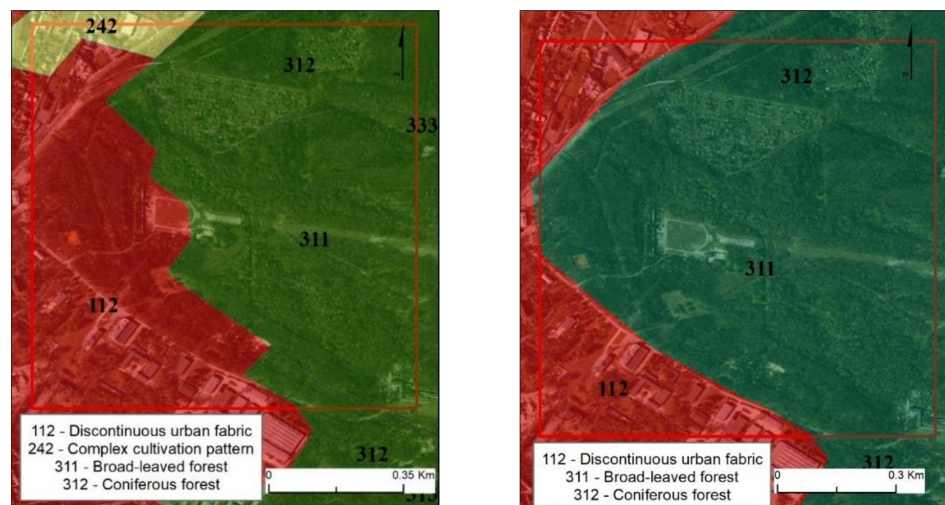 242
312
333
311
112
112 - Discontinuous urban fabric
242 - Complex cultivation pattern
311 - Broad-leaved forest
312 - Coniferous forest
312
0 0.35 Km
313
N
312
311
112
112 - Discontinuous urban fabric
311 - Broad-leaved forest
312 - Coniferous forest
312
0 0.3 Km
N